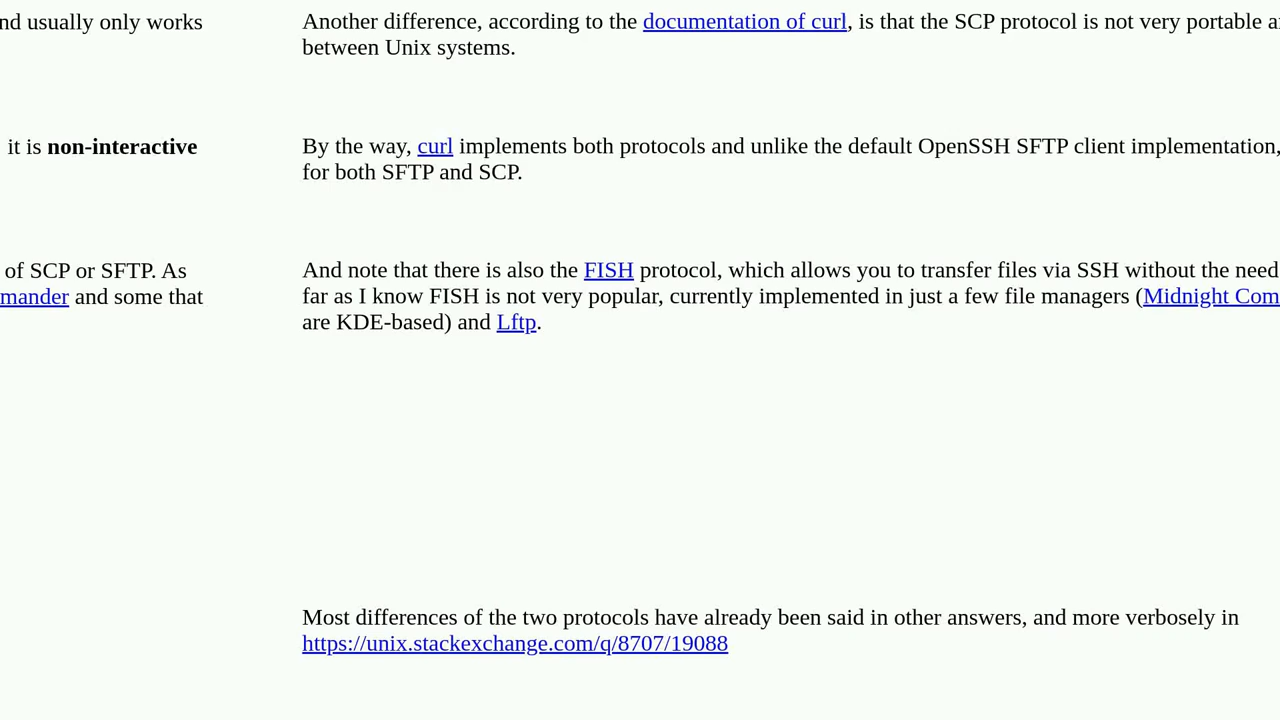 nd usually only works
it is non-interactive
of SCP or SFTP. As
mander and some that
Another difference, according to the documentation of curl, is that the SCP protocol is not very portable a
between Unix systems.
By the way, curl implements both protocols and unlike the default OpenSSH SFTP client implementation,
for both SFTP and SCP.
And note that there is also the FISH protocol, which allows you to transfer files via SSH without the need
far as I know FISH is not very popular, currently implemented in just a few file managers (Midnight Com
are KDE-based) and Lftp.
Most differences of the two protocols have already been said in other answers, and more verbosely in
https://unix.stackexchange.com/q/8707/19088